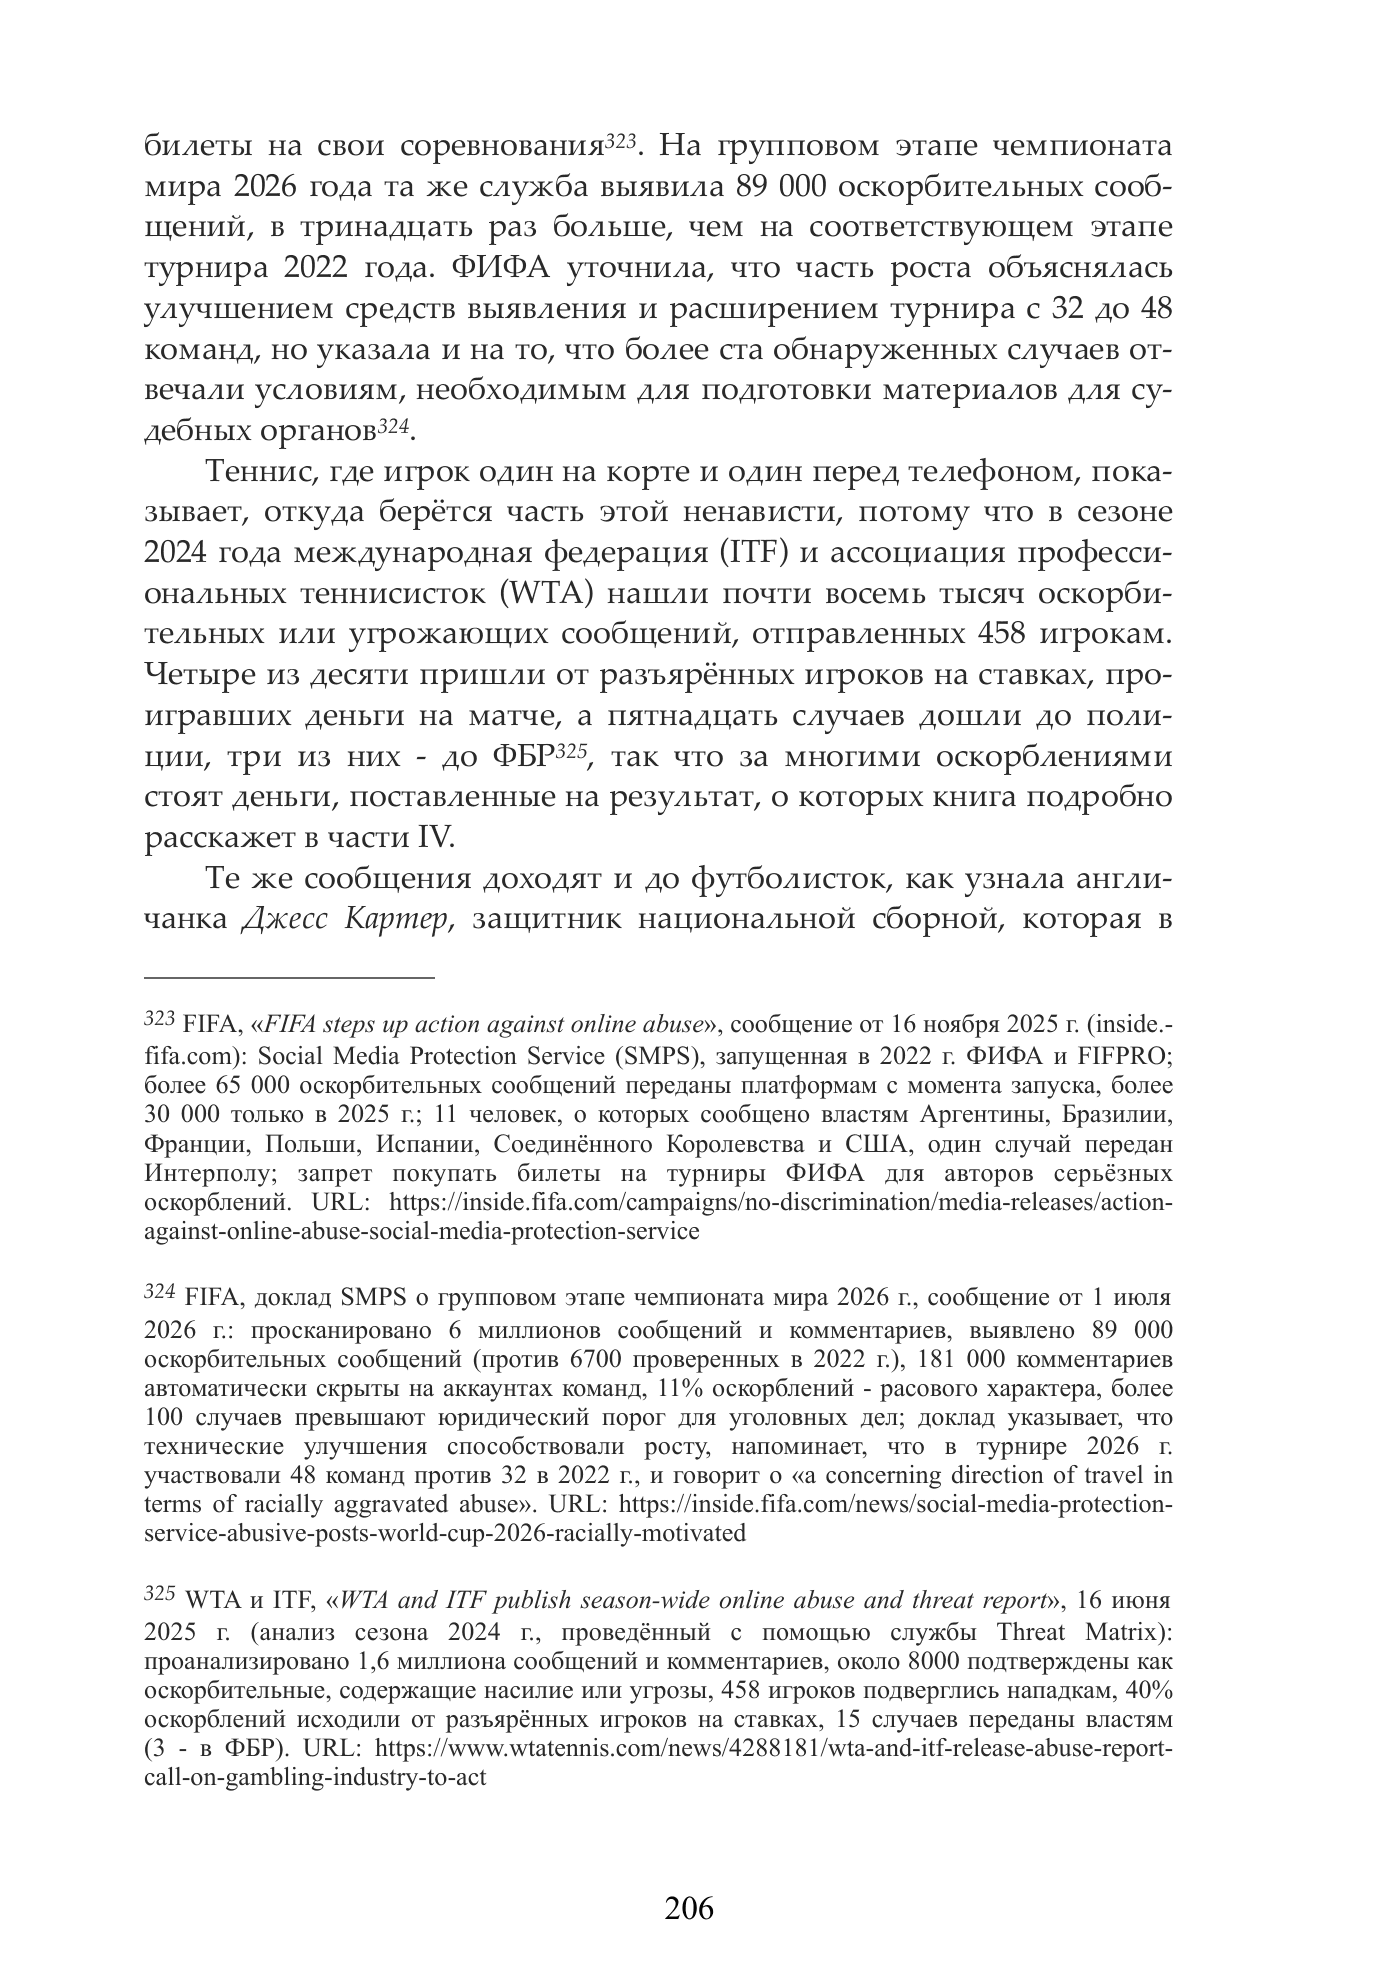 билеты на свои соревнования323. На групповом этапе чемпионата
мира 2026 года та же служба выявила 89 000 оскорбительных сооб-
щений, в тринадцать раз больше, чем на соответствующем этапе
турнира 2022 года. ФИФА уточнила, что часть роста объяснялась
улучшением средств выявления и расширением турнира с 32 до 48
команд, но указала и на то, что более ста обнаруженных случаев от-
вечали условиям, необходимым для подготовки материалов для су-
дебных органов324.
Теннис, где игрок один на корте и один перед телефоном, пока-
зывает, откуда берётся часть этой ненависти, потому что в сезоне
2024 года международная федерация (ITF) и ассоциация професси-
ональных теннисисток (WTA) нашли почти восемь тысяч оскорби-
тельных или угрожающих сообщений, отправленных 458 игрокам.
Четыре из десяти пришли от разъярённых игроков на ставках, про-
игравших деньги на матче, а пятнадцать случаев дошли до поли-
ции, три из них - до ФБР325, так что за многими оскорблениями
стоят деньги, поставленные на результат, о которых книга подробно
расскажет в части IV.
Те же сообщения доходят и до футболисток, как узнала англи-
чанка Джесс Картер, защитник национальной сборной, которая в
323 FIFA, «FIFA steps up action against online abuse», сообщение от 16 ноября 2025 г. (inside.-
fifa.com): Social Media Protection Service (SMPS), запущенная в 2022 г. ФИФА и FIFPRO;
более 65 000 оскорбительных сообщений переданы платформам с момента запуска, более
30 000 только в 2025 г.; 11 человек, о которых сообщено властям Аргентины, Бразилии,
Франции, Польши, Испании, Соединённого Королевства и США, один случай передан
Интерполу; запрет покупать билеты на турниры ФИФА для авторов серьёзных
оскорблений. URL: https://inside.fifa.com/campaigns/no-discrimination/media-releases/action-
against-online-abuse-social-media-protection-service
324 FIFA, доклад SMPS о групповом этапе чемпионата мира 2026 г., сообщение от 1 июля
2026 г.: просканировано 6 миллионов сообщений и комментариев, выявлено 89 000
оскорбительных сообщений (против 6700 проверенных в 2022 г.), 181 000 комментариев
автоматически скрыты на аккаунтах команд, 11% оскорблений - расового характера, более
100 случаев превышают юридический порог для уголовных дел; доклад указывает, что
технические улучшения способствовали росту, напоминает, что в турнире 2026 г.
участвовали 48 команд против 32 в 2022 г., и говорит о «a concerning direction of travel in
terms of racially aggravated abuse». URL: https://inside.fifa.com/news/social-media-protection-
service-abusive-posts-world-cup-2026-racially-motivated
325 WTA и ITF, «WTA and ITF publish season-wide online abuse and threat report», 16 июня
2025 г. (анализ сезона 2024 г., проведённый с помощью службы Threat Matrix):
проанализировано 1,6 миллиона сообщений и комментариев, около 8000 подтверждены как
оскорбительные, содержащие насилие или угрозы, 458 игроков подверглись нападкам, 40%
оскорблений исходили от разъярённых игроков на ставках, 15 случаев переданы властям
(3 - в ФБР). URL: https://www.wtatennis.com/news/4288181/wta-and-itf-release-abuse-report-
call-on-gambling-industry-to-act
206